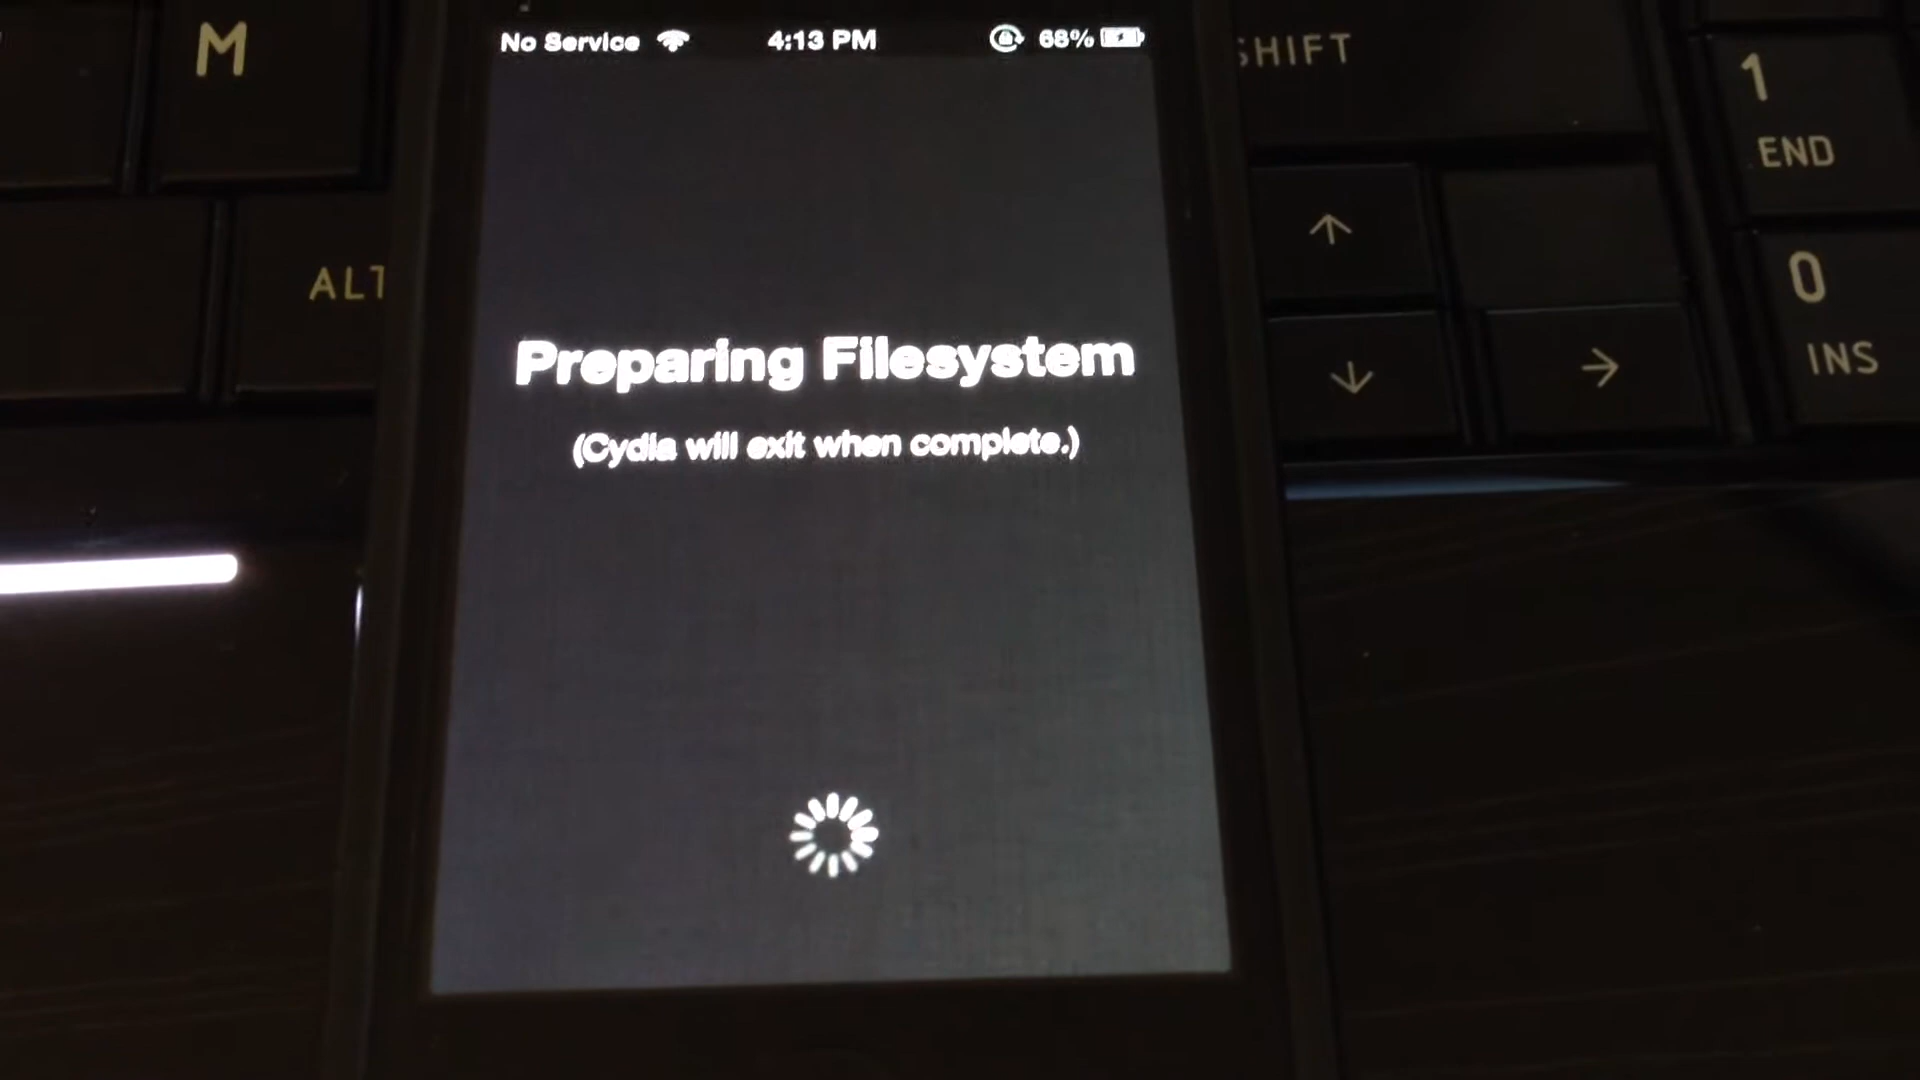 M
No Service 4:13 PM 68%
SHIFT
1
END
ALT
0
INS
Preparing Filesystem
(Cydia will exit when complete.)